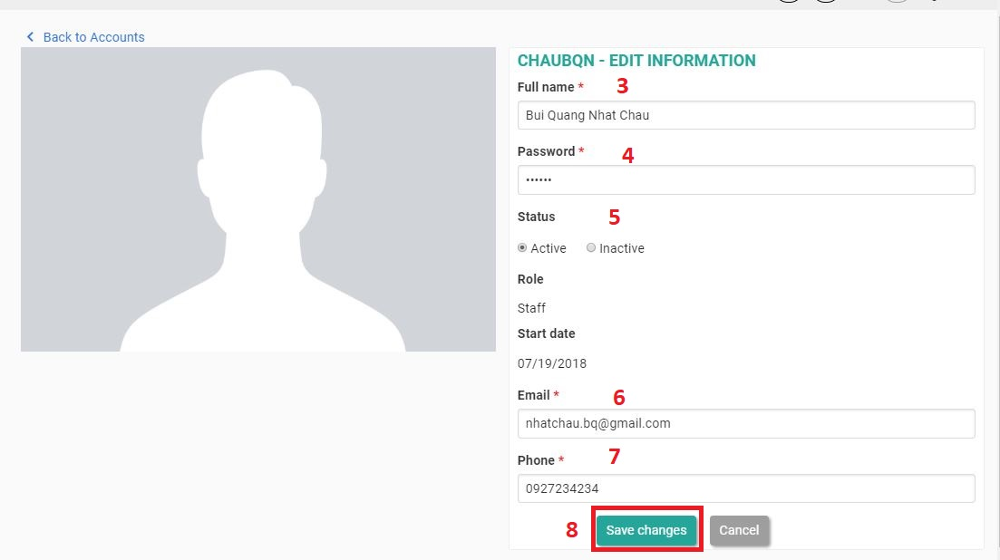 Back to Accounts
CHAUBQN - EDIT INFORMATION
Full name * 3
Bui Quang Nhat Chau
Password * 4
••••••
Status 5
Active Inactive
Role
Staff
Start date
07/19/2018
Email * 6
nhatchau.bq@gmail.com
Phone * 7
0927234234
8 Save changes Cancel